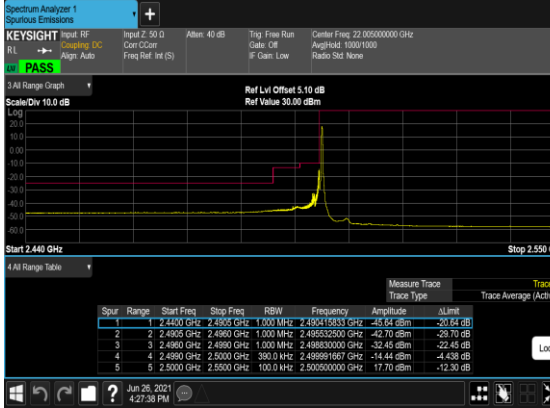 Spectrum Analyzer 1
Spurious Emissions
KEYSIGHT Input: RF Input Z: 50 Ω Atten: 40 dB Trig: Free Run Center Freq: 22.005000000 GHz
RL Coupling: DC Corr CCorr Gate: Off Avg|Hold: 1000/1000
Align: Auto Freq Ref: Int (S) IF Gain: Low Radio Std: None
PASS
3 All Range Graph
Ref Lvl Offset 5.10 dB
Scale/Div 10.0 dB Ref Value 30.00 dBm
Log
20.0
10.0
0.00
-10.0
-20.0
-30.0
-40.0
-50.0
-60.0
Start 2.440 GHz Stop 2.550
4 All Range Table
Measure Trace Trace
Trace Type Trace Average (Acti
Spur Range Start Freq Stop Freq RBW Frequency Amplitude ΔLimit
1 1 2.4400 GHz 2.4905 GHz 1.000 MHz 2.490415833 GHz -45.64 dBm -20.64 dB
2 2 2.4905 GHz 2.4960 GHz 1.000 MHz 2.495532500 GHz -42.70 dBm -29.70 dB
3 3 2.4960 GHz 2.4990 GHz 1.000 MHz 2.498830000 GHz -32.45 dBm -22.45 dB
4 4 2.4990 GHz 2.5000 GHz 390.0 kHz 2.499991667 GHz -14.44 dBm -4.438 dB
5 5 2.5000 GHz 2.5500 GHz 100.0 kHz 2.500500000 GHz 17.70 dBm -12.30 dB
Loc
Jun 26, 2021
4:27:38 PM